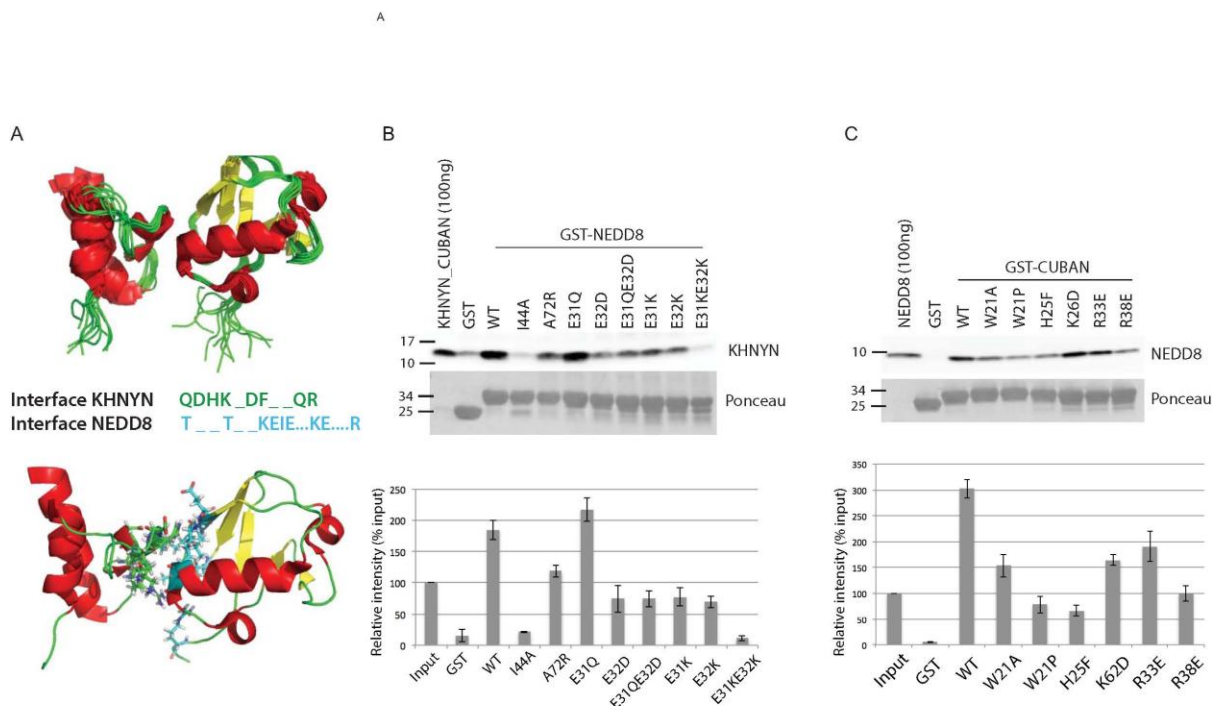 A
A
Interface KHNYN QDHK _DF_ _QR
Interface NEDD8 T _ _ T_ _KEIE...KE....R
B
KHNYN_CUBAN (100ng)
GST
GST-NEDD8
WT
I44A
A72R
E31Q
E32D
E31QE32D
E31K
E32K
E31KE32K
17
10
KHNYN
34
25
Ponceau
Relative intensity (% input)
250
200
150
100
50
0
Input
GST
WT
I44A
A72R
E31Q
E32D
E31QE32D
E31K
E32K
E31KE32K
C
NEDD8 (100ng)
GST
GST-CUBAN
WT
W21A
W21P
H25F
K26D
R33E
R38E
10
NEDD8
34
25
Ponceau
Relative intensity (% input)
350
300
250
200
150
100
50
0
Input
GST
WT
W21A
W21P
H25F
K62D
R33E
R38E